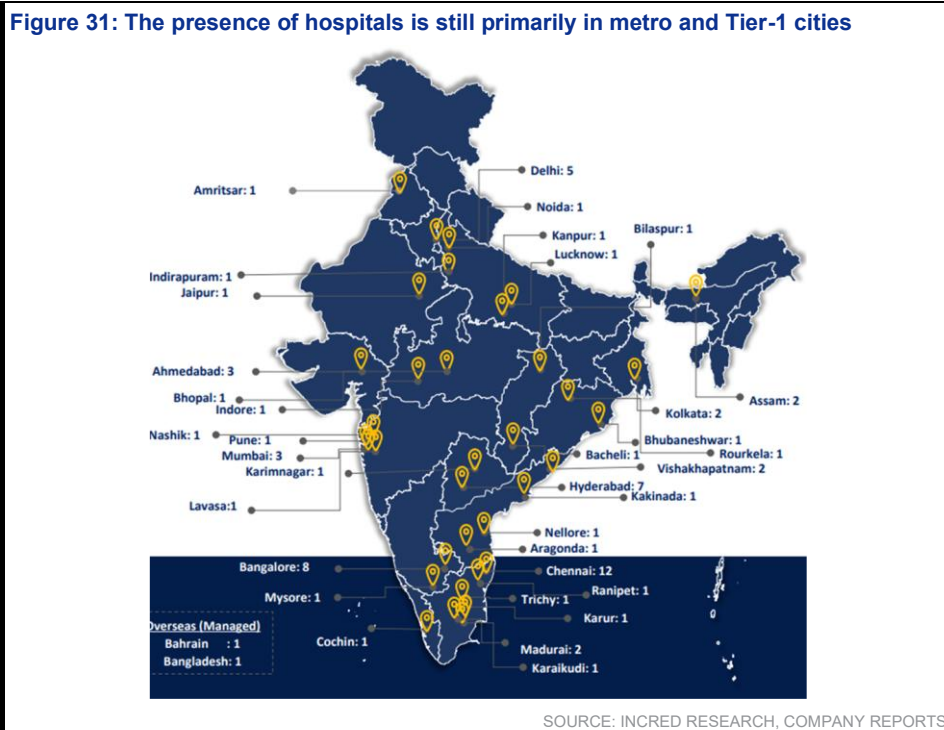 Figure 31: The presence of hospitals is still primarily in metro and Tier-1 cities
Delhi: 5
Amritsar: 1
Noida: 1
Bilaspur: 1
Kanpur: 1
Lucknow: 1
Indirapuram: 1
Jaipur: 1
Ahmedabad: 3
Bhopal: 1
Assam: 2
Indore: 1
Kolkata: 2
Nashik: 1
Pune: 1
Bhubaneshwar: 1
Mumbai: 3
Bacheli: 1
Rourkela: 1
Karimnagar: 1
Vishakhapatnam: 2
Hyderabad: 7
Kakinada: 1
Lavasa:1
Nellore: 1
Aragonda: 1
Bangalore: 8
Chennai: 12
Ranipet: 1
Mysore: 1
Trichy: 1
Karur: 1
Overseas (Managed)
Bahrain : 1
Bangladesh: 1
Cochin: 1
Madurai: 2
Karaikudi: 1
SOURCE: INCRED RESEARCH, COMPANY REPORTS